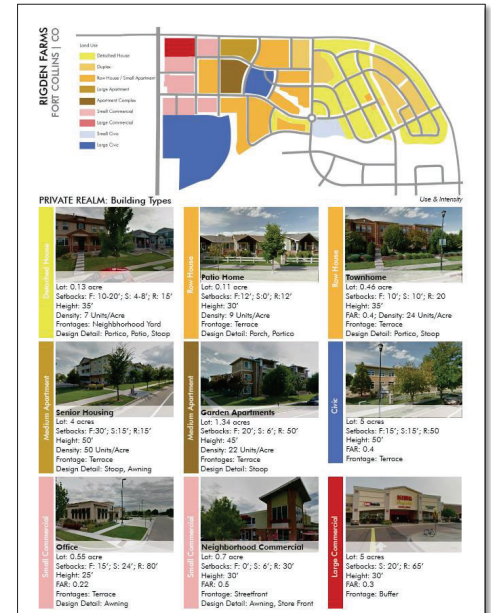 RIGDEN FARMS
FORT COLLINS | CO
Land Use
Detached House
Duplex
Row House / Small Apartment
Large Apartment
Apartment Complex
Small Commercial
Large Commercial
Small Civic
Large Civic
PRIVATE REALM: Building Types
Use & Intensity
Detached House
Lot: 0.13 acre
Setbacks: F: 10-20'; S: 4-8'; R: 15'
Height: 35'
Density: 7 Units/Acre
Frontages: Neighbhorhood Yard
Design Detail: Portico, Patio, Stoop
Row House
Patio Home
Lot: 0.11 acre
Setbacks: F:12'; S:0'; R:12'
Height: 30'
Density: 9 Units/Acre
Frontages: Terrace
Design Detail: Porch, Portico
Row House
Townhome
Lot: 0.46 acre
Setbacks: F: 10'; S: 10'; R: 20
Height: 35'
FAR: 0.4; Density: 24 Units/Acre
Frontages: Terrace
Design Detail: Portico, Stoop
Medium Apartment
Senior Housing
Lot: 4 acres
Setbacks: F:30'; S:15'; R:15'
Height: 50'
Density: 50 Units/Acre
Frontage: Terrace
Design Detail: Stoop, Awning
Medium Apartment
Garden Apartments
Lot: 1.34 acres
Setbacks: F: 20'; S: 6'; R: 50'
Height: 45'
Density: 22 Units/Acre
Frontages: Terrace
Design Detail: Stoop
Civic
Lot: 5 acres
Setbacks: F:15'; S:15'; R:50
Height: 50'
FAR: 0.4
Frontage: Terrace
Small Commercial
Office
Lot: 0.55 acre
Setbacks: F: 15'; S: 24'; R: 80'
Height: 25'
FAR: 0.22
Frontages: Terrace
Design Detail: Awning
Small Commercial
Neighborhood Commercial
Lot: 0.7 acre
Setbacks: F: 0'; S: 6'; R: 30'
Height: 30'
FAR: 0.5
Frontage: Streetfront
Design Detail: Awning, Store Front
Large Commercial
Lot: 5 acres
Setbacks: S: 20'; R: 65'
Height: 30'
FAR: 0.3
Frontage: Buffer